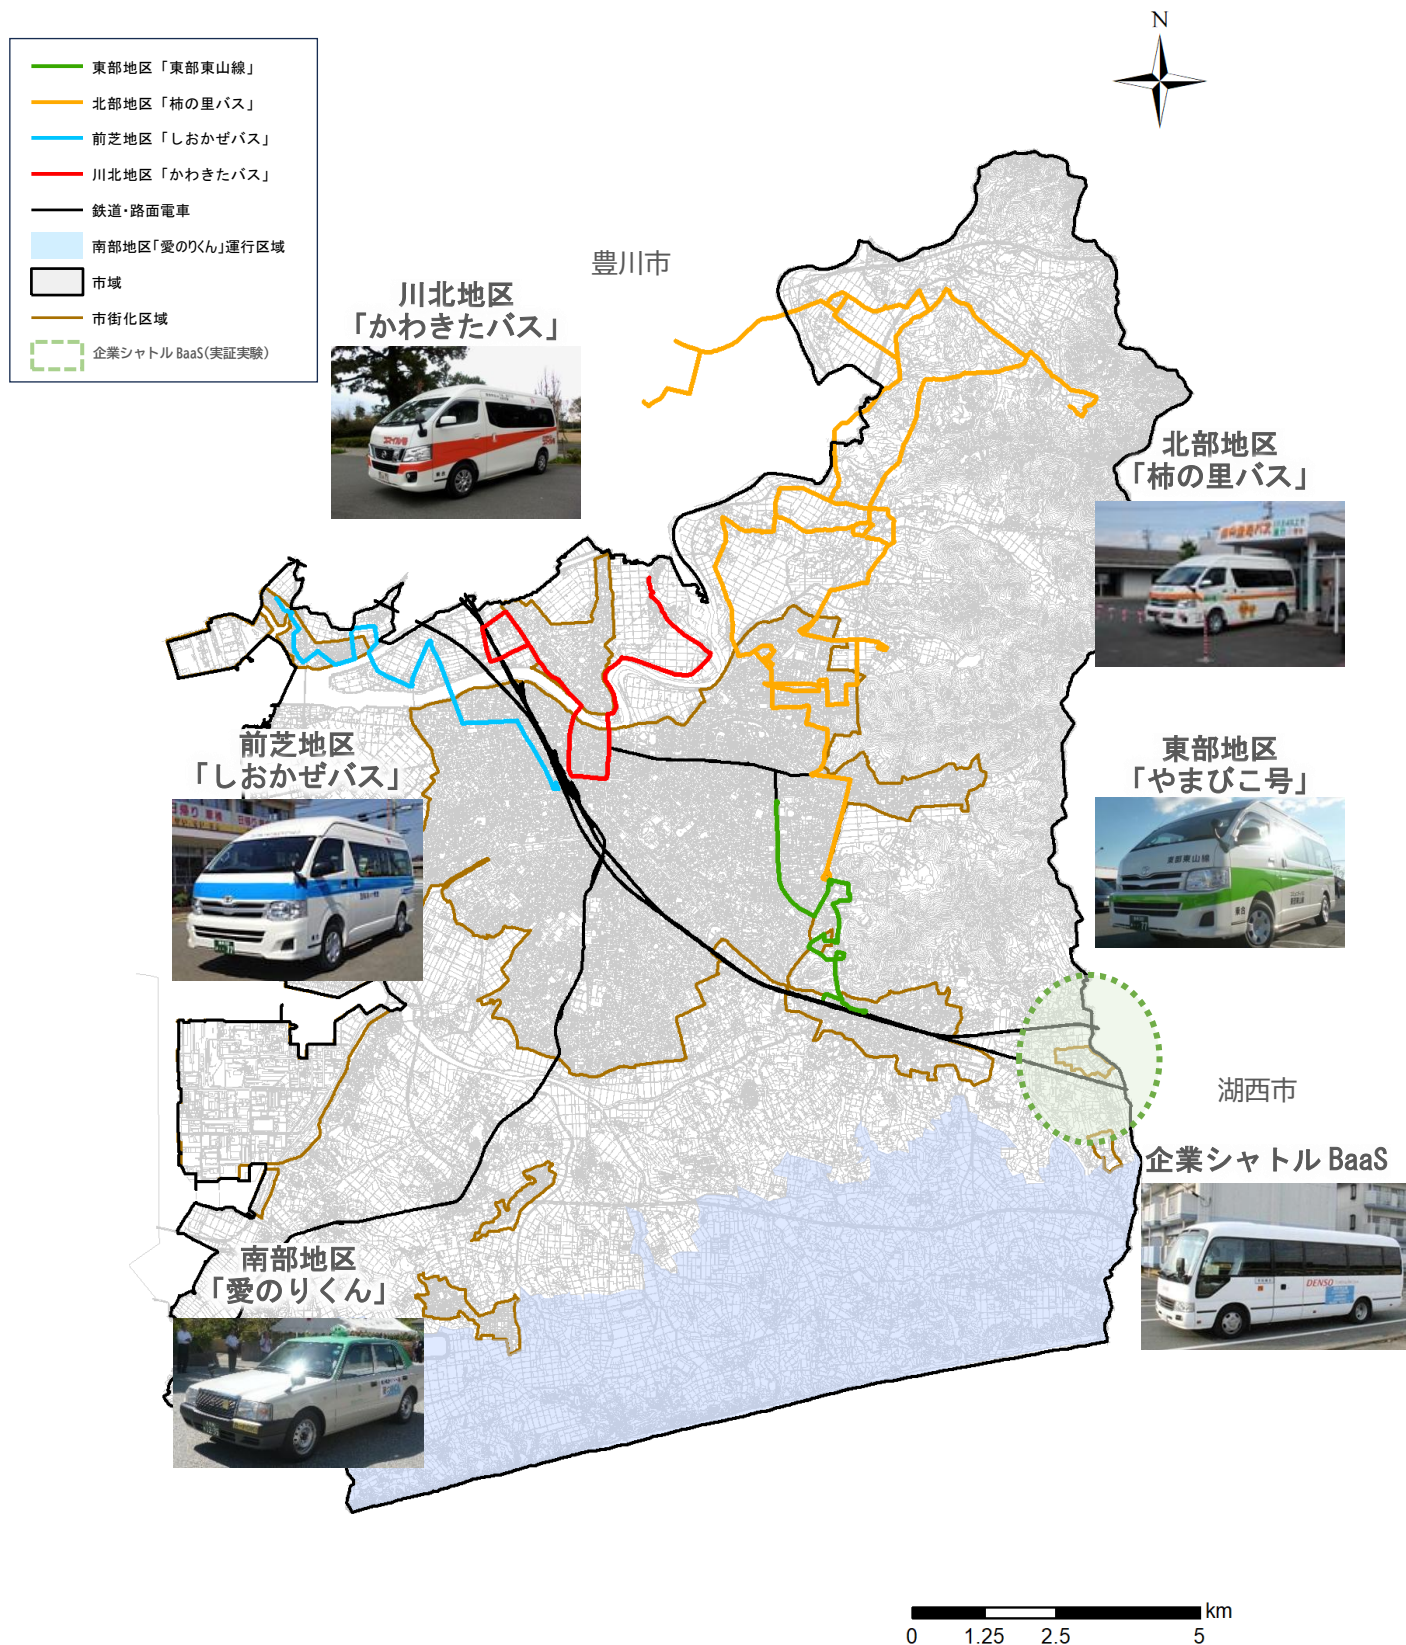 N
東部地区「東部東山線」
北部地区「柿の里バス」
前芝地区「しおかぜバス」
川北地区「かわきたバス」
鉄道・路面電車
南部地区「愛のりくん」運行区域
市域
市街化区域
企業シャトル BaaS(実証実験)
豊川市
川北地区
「かわきたバス」
北部地区
「柿の里バス」
前芝地区
「しおかぜバス」
東部地区
「やまびこ号」
東部東山線
湖西市
企業シャトル BaaS
DENSO
南部地区
「愛のりくん」
km
0 1.25 2.5 5